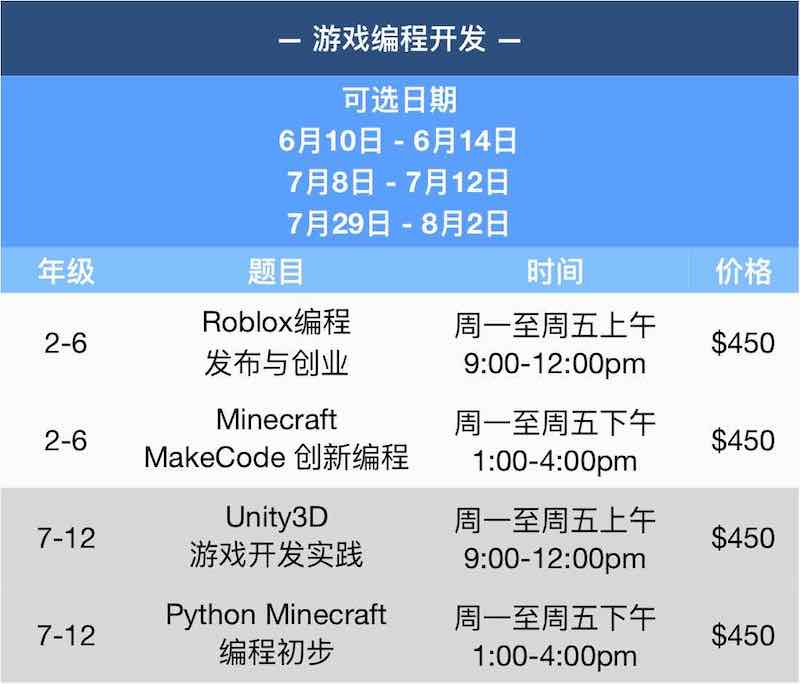 — 游戏编程开发 —
可选日期
6月10日 - 6月14日
7月8日 - 7月12日
7月29日 - 8月2日
年级 题目 时间 价格
2-6 Roblox编程 发布与创业 周一至周五上午 9:00-12:00pm $450
2-6 Minecraft MakeCode 创新编程 周一至周五下午 1:00-4:00pm $450
7-12 Unity3D 游戏开发实践 周一至周五上午 9:00-12:00pm $450
7-12 Python Minecraft 编程初步 周一至周五下午 1:00-4:00pm $450